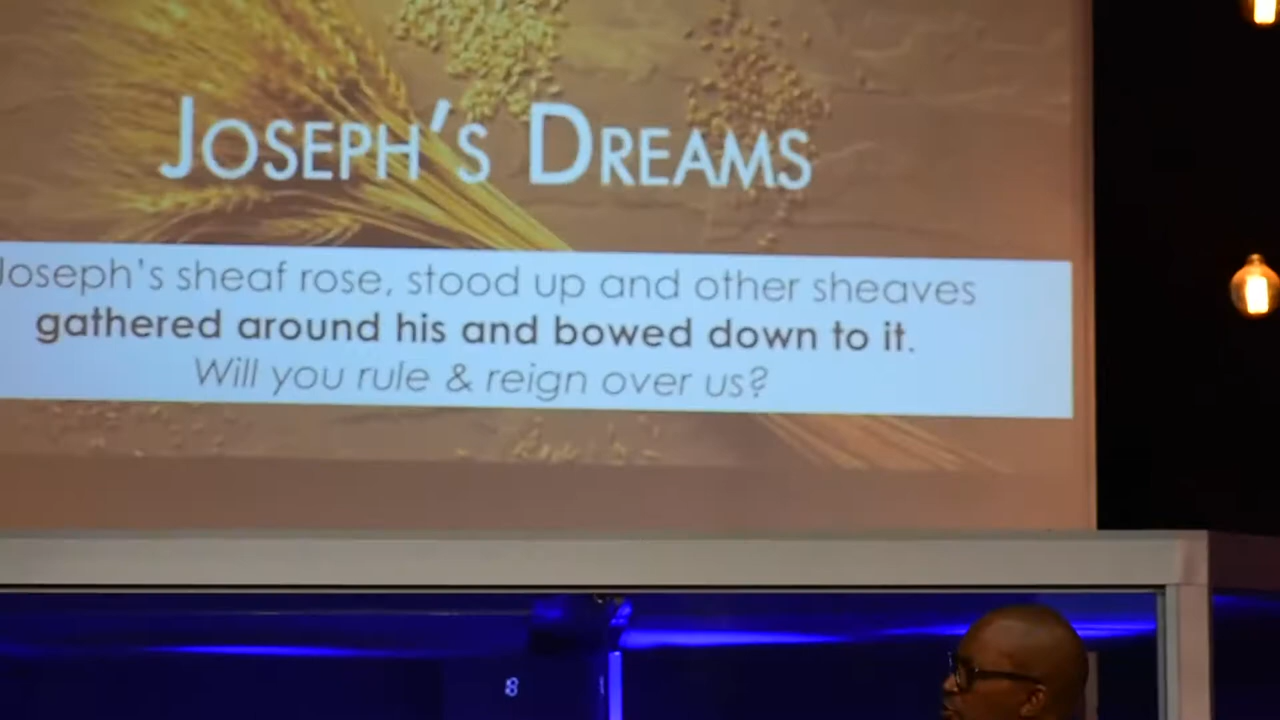 Joseph's Dreams
Joseph's sheaf rose, stood up and other sheaves
gathered around his and bowed down to it.
Will you rule & reign over us?